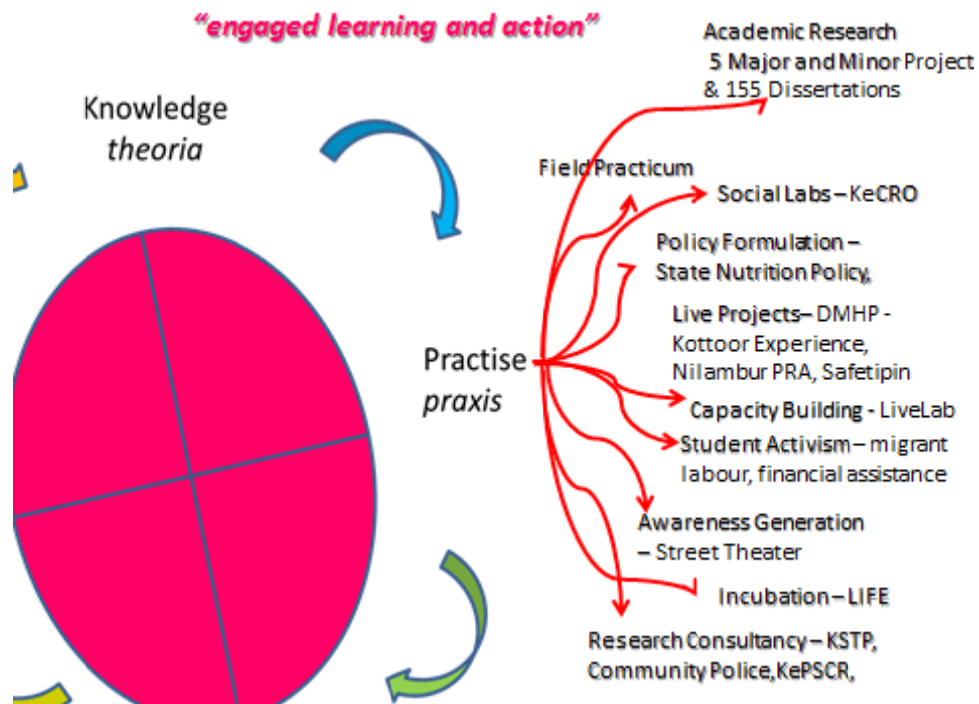 “engaged learning and action”
Knowledge
theoria
Practise
praxis
Academic Research
5 Major and Minor Project
& 155 Dissertations
Field Practicum
Social Labs – KeCRO
Policy Formulation –
State Nutrition Policy,
Live Projects– DMHP -
Kottoor Experience,
Nilambur PRA, Safetipin
Capacity Building - LiveLab
Student Activism – migrant
labour, financial assistance
Awareness Generation
– Street Theater
Incubation – LIFE
Research Consultancy – KSTP,
Community Police,KePSCR,